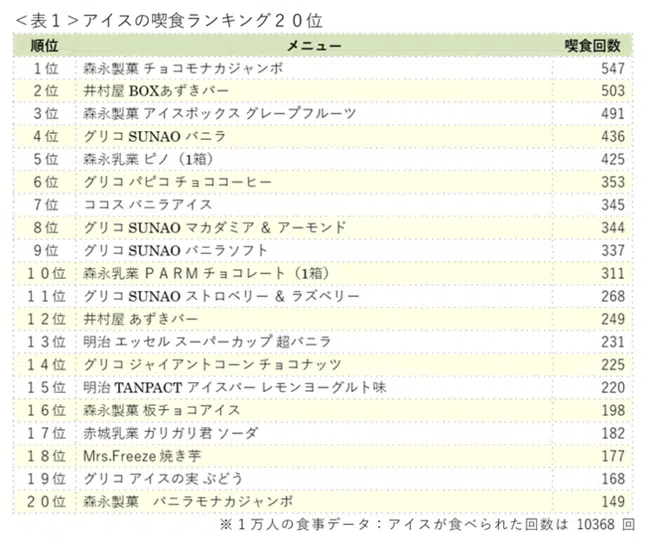 ＜表１＞アイスの喫食ランキング２０位
順位 メニュー 喫食回数
１位 森永製菓 チョコモナカジャンボ 547
２位 井村屋 BOXあずきバー 503
３位 森永製菓 アイスボックス グレープフルーツ 491
４位 グリコ SUNAO バニラ 436
５位 森永乳業 ピノ（1箱） 425
６位 グリコ パピコ チョココーヒー 353
７位 ココス バニラアイス 345
８位 グリコ SUNAO マカダミア ＆ アーモンド 344
９位 グリコ SUNAO バニラソフト 337
１０位 森永乳業 ＰＡＲＭ チョコレート（1箱） 311
１１位 グリコ SUNAO ストロベリー ＆ ラズベリー 268
１２位 井村屋 あずきバー 249
１３位 明治 エッセル スーパーカップ 超バニラ 231
１４位 グリコ ジャイアントコーン チョコナッツ 225
１５位 明治 TANPACT アイスバー レモンヨーグルト味 220
１６位 森永製菓 板チョコアイス 198
１７位 赤城乳業 ガリガリ君 ソーダ 182
１８位 Mrs.Freeze 焼き芋 177
１９位 グリコ アイスの実 ぶどう 168
２０位 森永製菓　バニラモナカジャンボ 149
※１万人の食事データ：アイスが食べられた回数は 10368 回